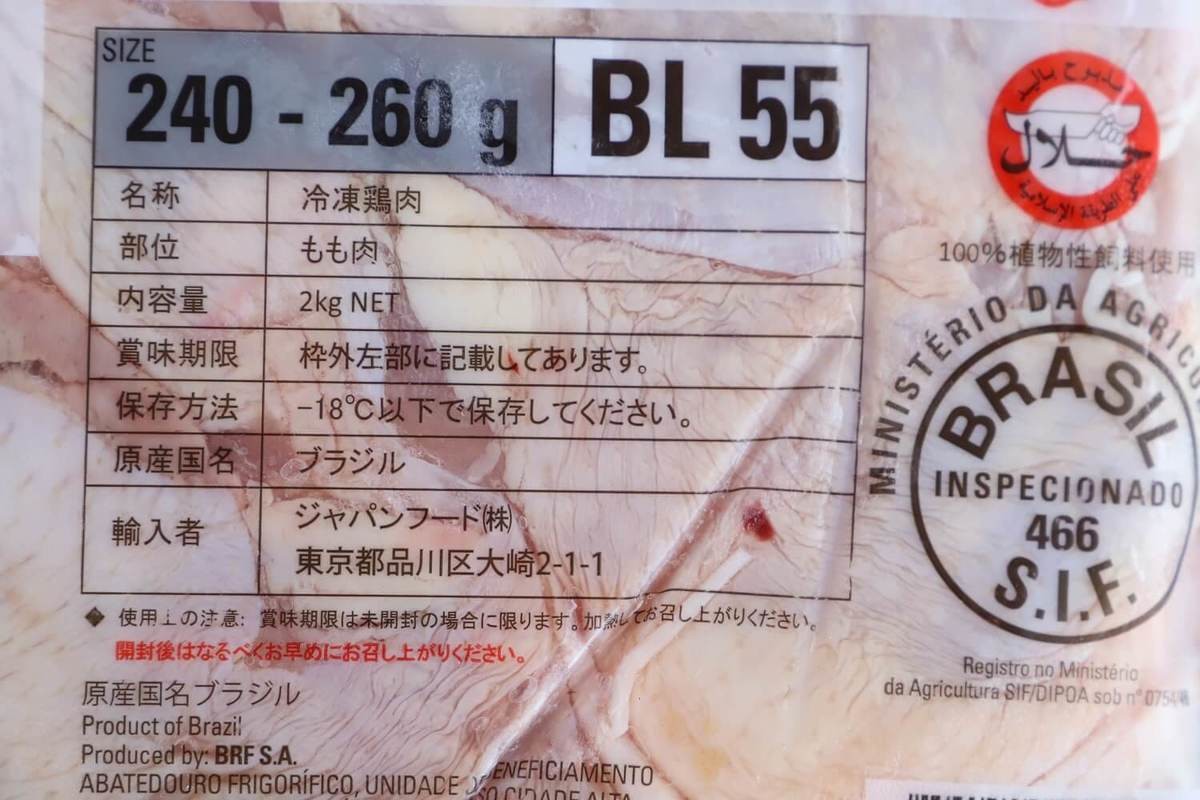 SIZE
240 - 260 g
BL 55
名称 冷凍鶏肉
部位 もも肉
内容量 2kg NET
賞味期限 枠外左部に記載してあります。
保存方法 -18℃以下で保存してください。
原産国名 ブラジル
輸入者 ジャパンフード㈱
東京都品川区大崎2-1-1
◆ 使用上の注意: 賞味期限は未開封の場合に限ります。加熱してお召し上がりください。
開封後はなるべくお早めにお召し上がりください。
原産国名ブラジル
Product of Brazil
Produced by: BRF S.A.
ABATEDOURO FRIGORÍFICO, UNIDADE
ENEFICIAMENTO
CIDADE ALTA
حلال
100%植物性飼料使用
MINISTÉRIO DA AGRICU
BRASIL
INSPECIONADO
466
S.I.F.
Registro no Ministério
da Agricultura SIF/DIPOA sob nº 0754